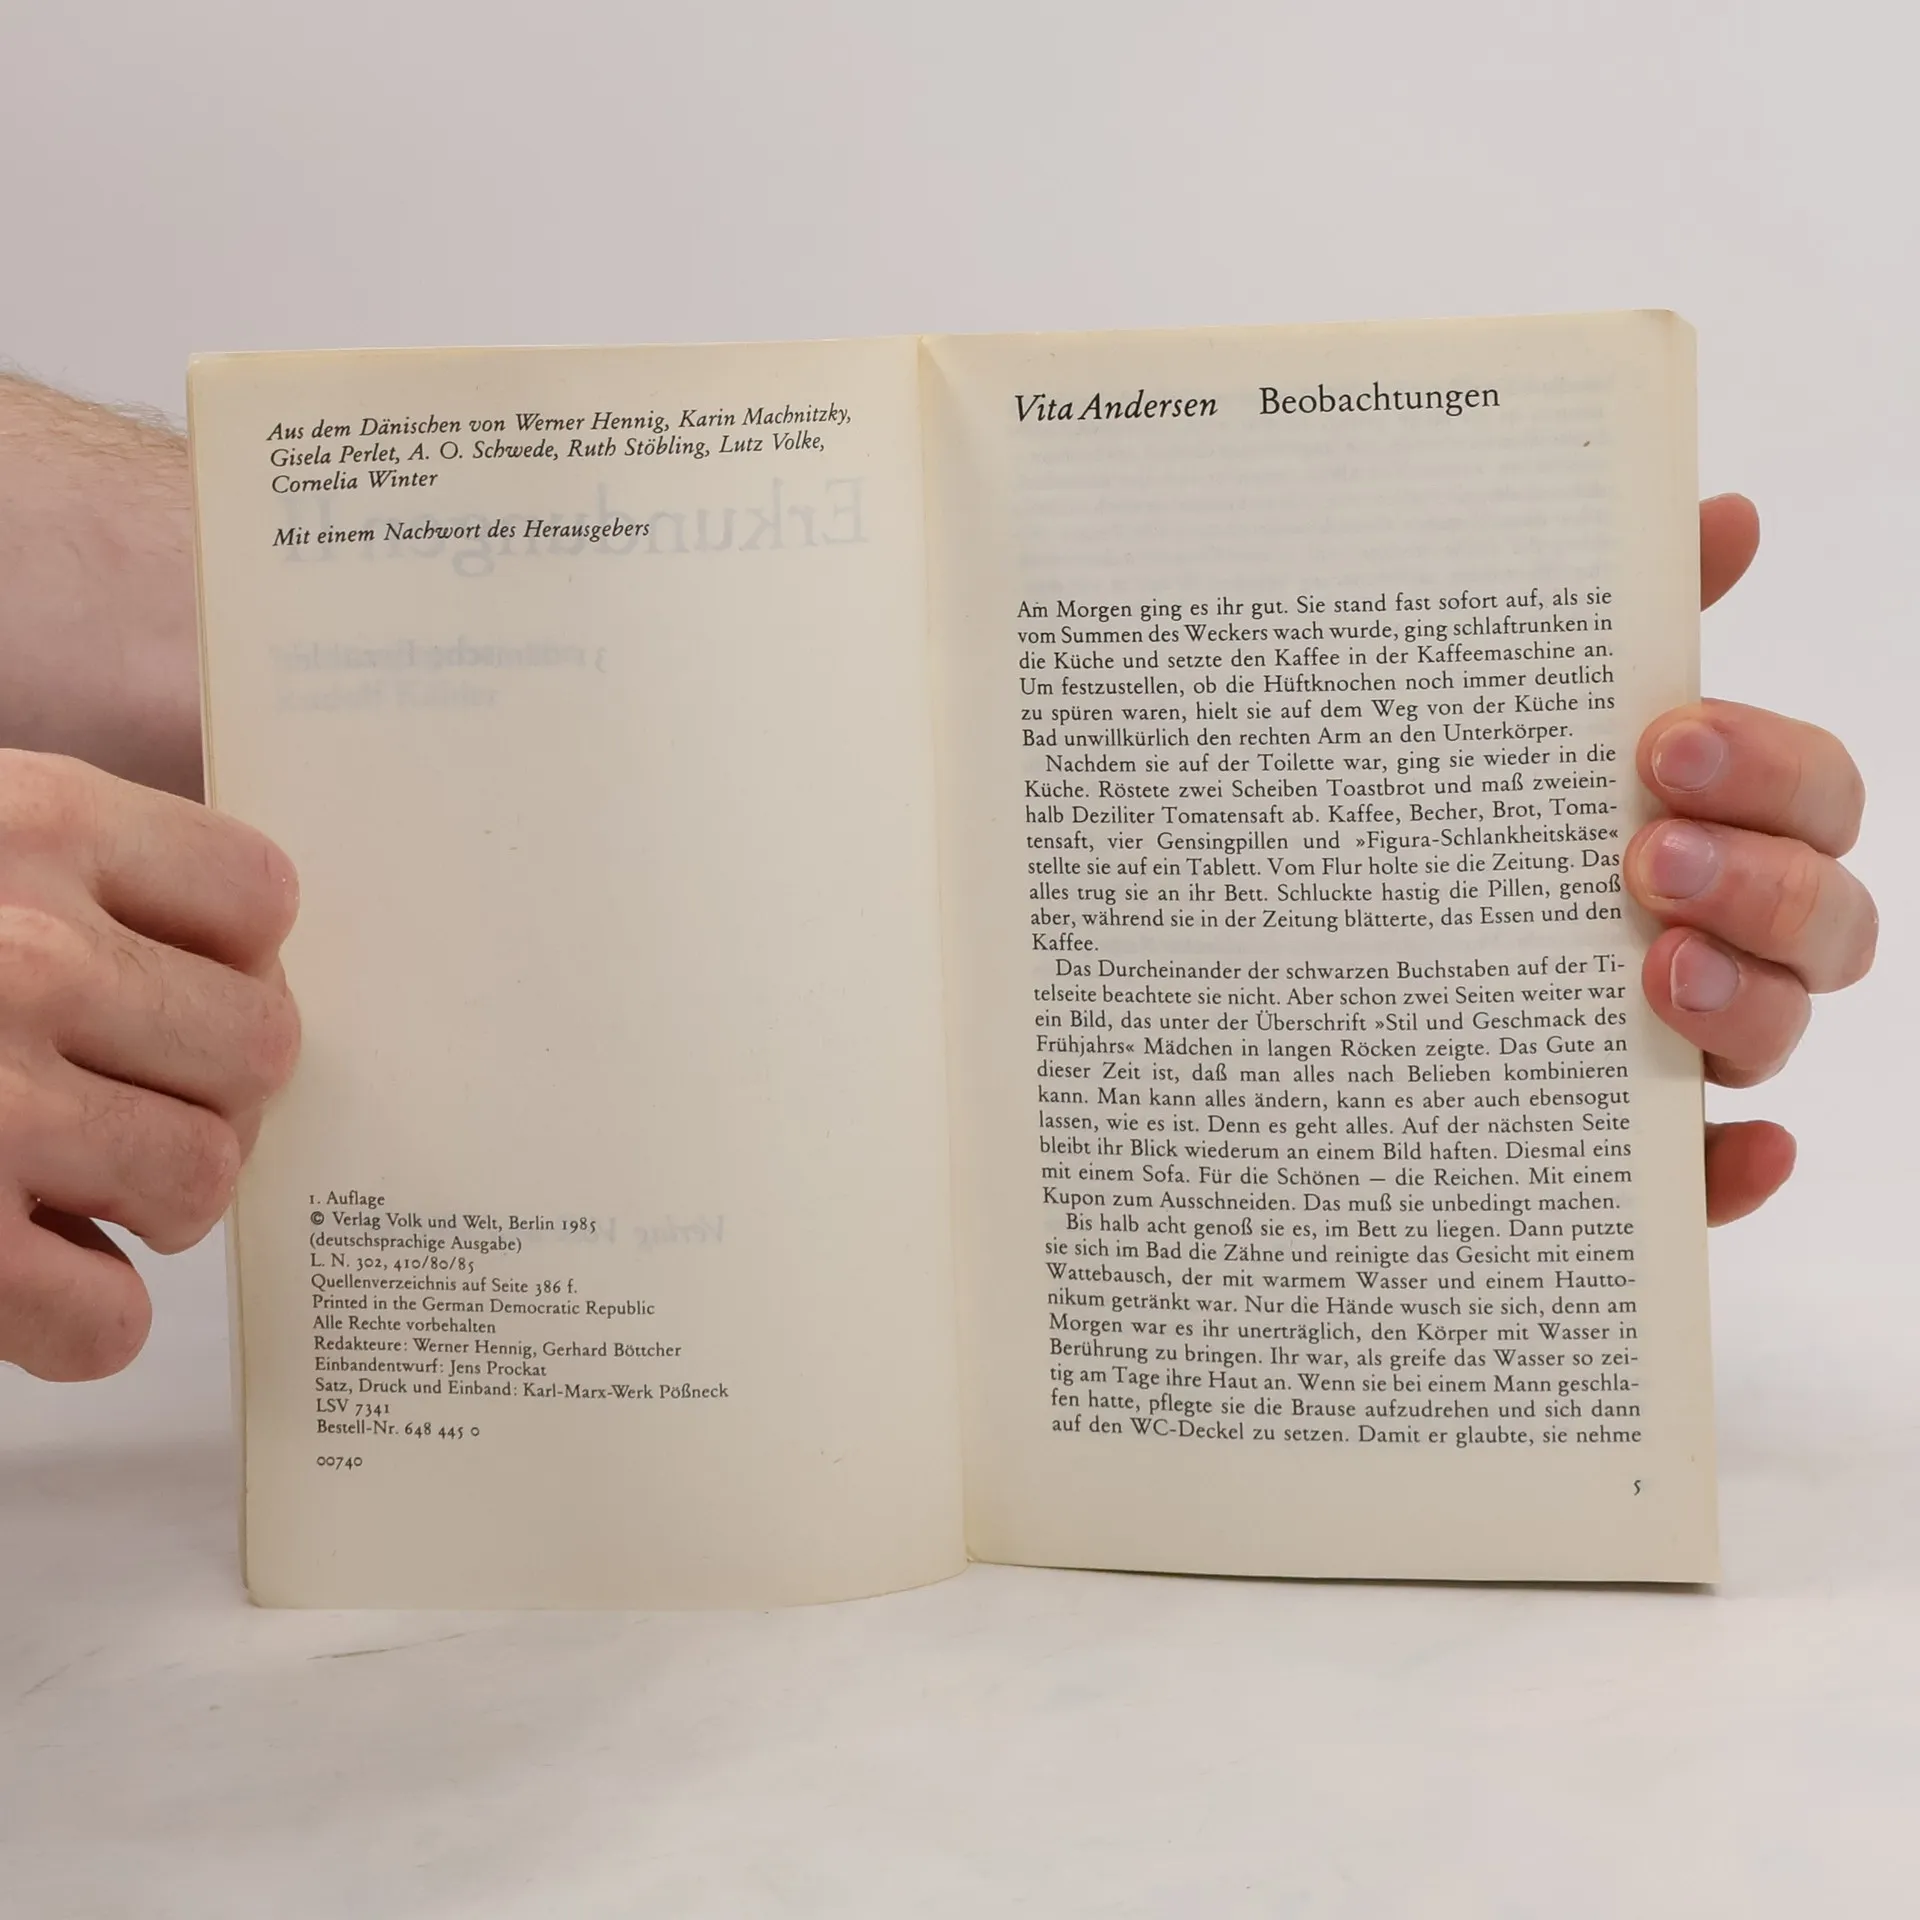 Aus dem Dänischen von Werner Hennig, Karin Machnitzky,
Gisela Perlet, A. O. Schwede, Ruth Stöbling, Lutz Volke,
Cornelia Winter
Mit einem Nachwort des Herausgebers
Erkundungen II
1. Auflage
© Verlag Volk und Welt, Berlin 1985
(deutschsprachige Ausgabe)
L. N. 302, 410/80/85
Quellenverzeichnis auf Seite 386 f.
Printed in the German Democratic Republic
Alle Rechte vorbehalten
Redakteure: Werner Hennig, Gerhard Böttcher
Einbandentwurf: Jens Prockat
Satz, Druck und Einband: Karl-Marx-Werk Pößneck
LSV 7341
Bestell-Nr. 648 445 0
00740
Vita Andersen Beobachtungen
Am Morgen ging es ihr gut. Sie stand fast sofort auf, als sie
vom Summen des Weckers wach wurde, ging schlaftrunken in
die Küche und setzte den Kaffee in der Kaffeemaschine an.
Um festzustellen, ob die Hüftknochen noch immer deutlich
zu spüren waren, hielt sie auf dem Weg von der Küche ins
Bad unwillkürlich den rechten Arm an den Unterkörper.
Nachdem sie auf der Toilette war, ging sie wieder in die
Küche. Röstete zwei Scheiben Toastbrot und maß zweiein-
halb Deziliter Tomatensaft ab. Kaffee, Becher, Brot, Toma-
tensaft, vier Gensingpillen und »Figura-Schlankheitskäse«
stellte sie auf ein Tablett. Vom Flur holte sie die Zeitung. Das
alles trug sie an ihr Bett. Schluckte hastig die Pillen, genoß
aber, während sie in der Zeitung blätterte, das Essen und den
Kaffee.
Das Durcheinander der schwarzen Buchstaben auf der Ti-
telseite beachtete sie nicht. Aber schon zwei Seiten weiter war
ein Bild, das unter der Überschrift »Stil und Geschmack des
Frühjahrs« Mädchen in langen Röcken zeigte. Das Gute an
dieser Zeit ist, daß man alles nach Belieben kombinieren
kann. Man kann alles ändern, kann es aber auch ebensogut
lassen, wie es ist. Denn es geht alles. Auf der nächsten Seite
bleibt ihr Blick wiederum an einem Bild haften. Diesmal eins
mit einem Sofa. Für die Schönen – die Reichen. Mit einem
Kupon zum Ausschneiden. Das muß sie unbedingt machen.
Bis halb acht genoß sie es, im Bett zu liegen. Dann putzte
sie sich im Bad die Zähne und reinigte das Gesicht mit einem
Wattebausch, der mit warmem Wasser und einem Hautto-
nikum getränkt war. Nur die Hände wusch sie sich, denn am
Morgen war es ihr unerträglich, den Körper mit Wasser in
Berührung zu bringen. Ihr war, als greife das Wasser so zei-
tig am Tage ihre Haut an. Wenn sie bei einem Mann geschla-
fen hatte, pflegte sie die Brause aufzudrehen und sich dann
auf den WC-Deckel zu setzen. Damit er glaubte, sie nehme
5